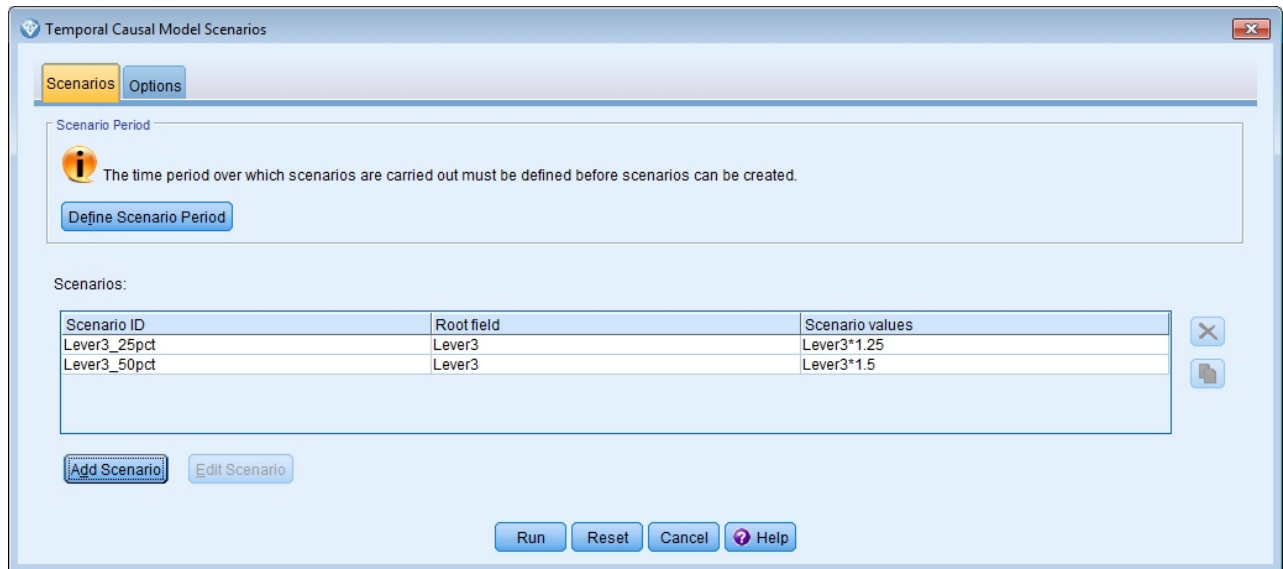 Temporal Causal Model Scenarios
Scenarios Options
Scenario Period
The time period over which scenarios are carried out must be defined before scenarios can be created.
Define Scenario Period
Scenarios:
Scenario ID Root field Scenario values
Lever3_25pct Lever3 Lever3*1.25
Lever3_50pct Lever3 Lever3*1.5
Add Scenario Edit Scenario
Run Reset Cancel Help